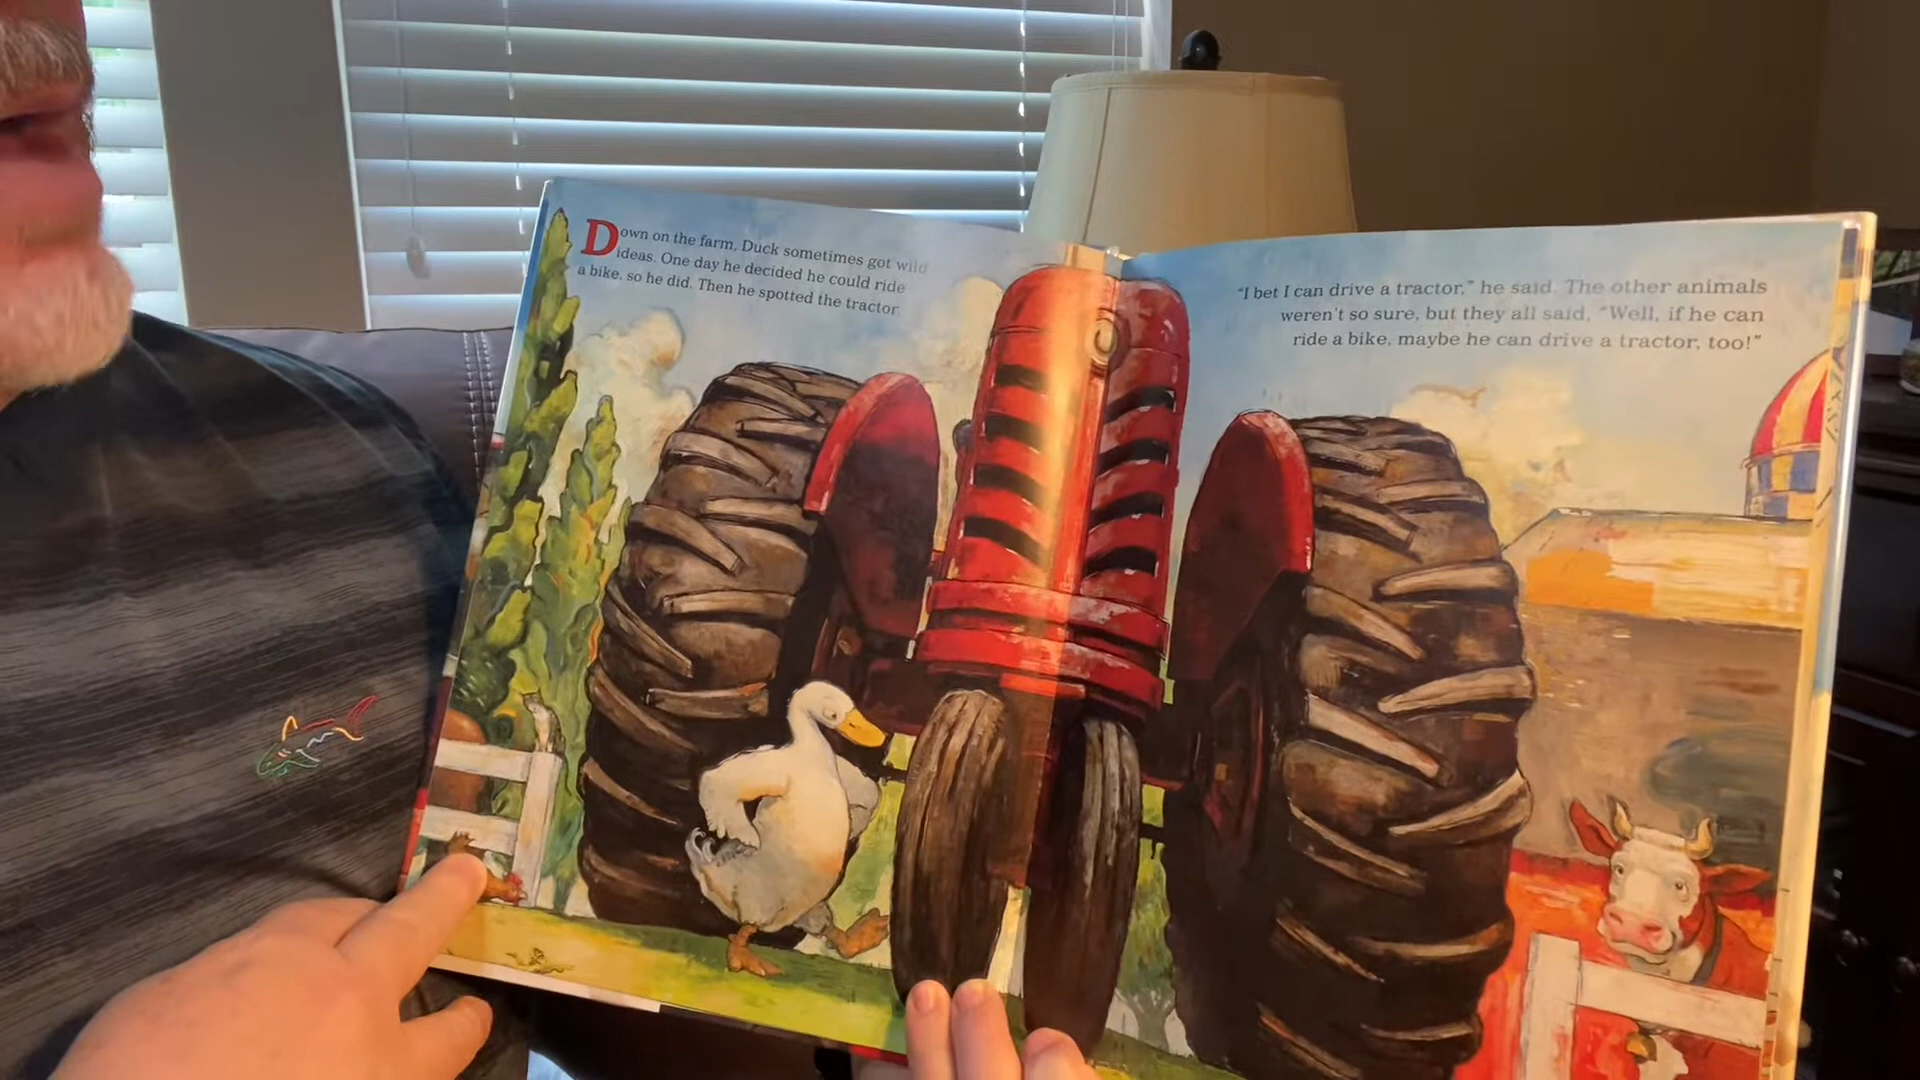 Down on the farm, Duck sometimes got wild
ideas. One day he decided he could ride
a bike, so he did. Then he spotted the tractor.
"I bet I can drive a tractor," he said. The other animals
weren't so sure, but they all said, "Well, if he can
ride a bike, maybe he can drive a tractor, too!"